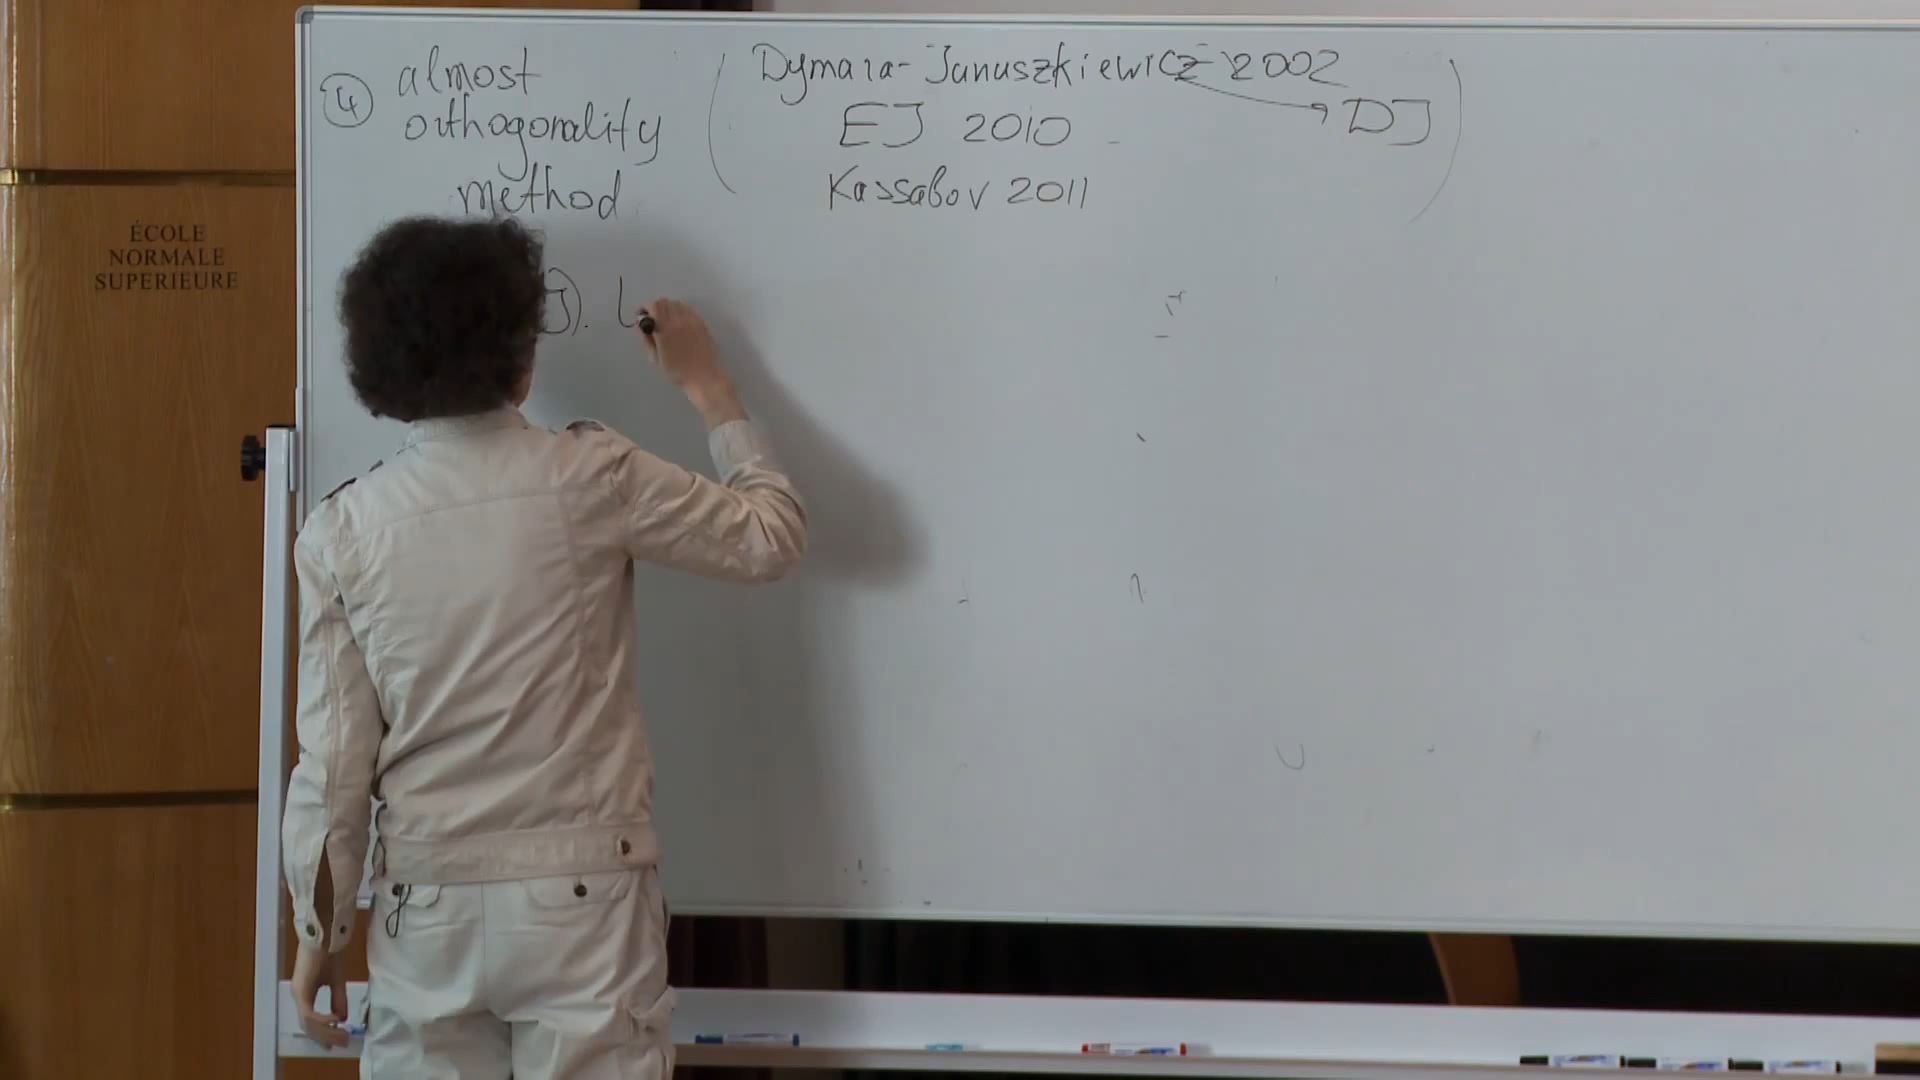 ÉCOLE
NORMALE
SUPERIEURE
④ almost
orthogonality
method
( Dymara-Januszkiewicz 2002 → DJ
EJ 2010
Kassabov 2011 )
J). L